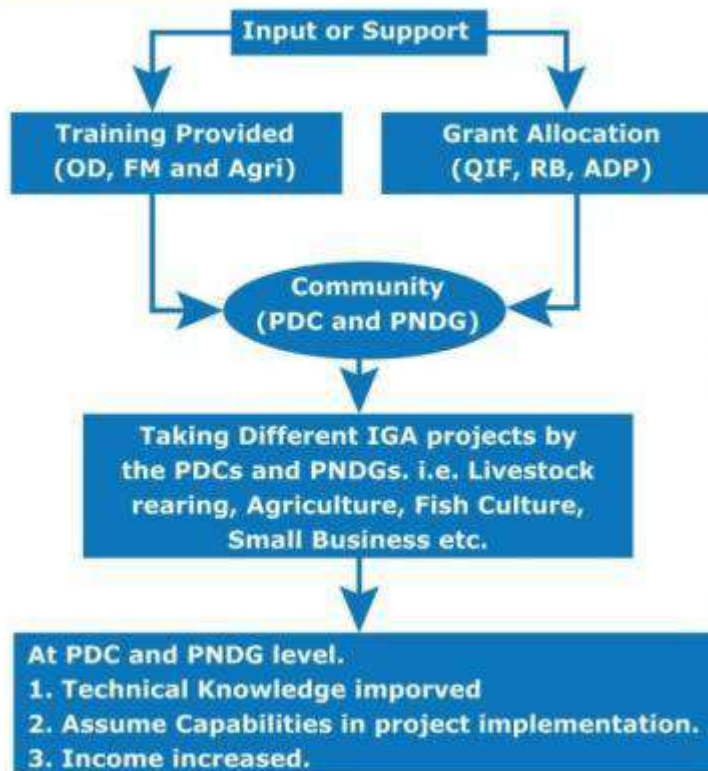 Input or Support
Training Provided
(OD, FM and Agri)
Grant Allocation
(QIF, RB, ADP)
Community
(PDC and PNDG)
Taking Different IGA projects by
the PDCs and PNDGs. i.e. Livestock
rearing, Agriculture, Fish Culture,
Small Business etc.
At PDC and PNDG level.
1. Technical Knowledge imporved
2. Assume Capabilities in project implementation.
3. Income increased.